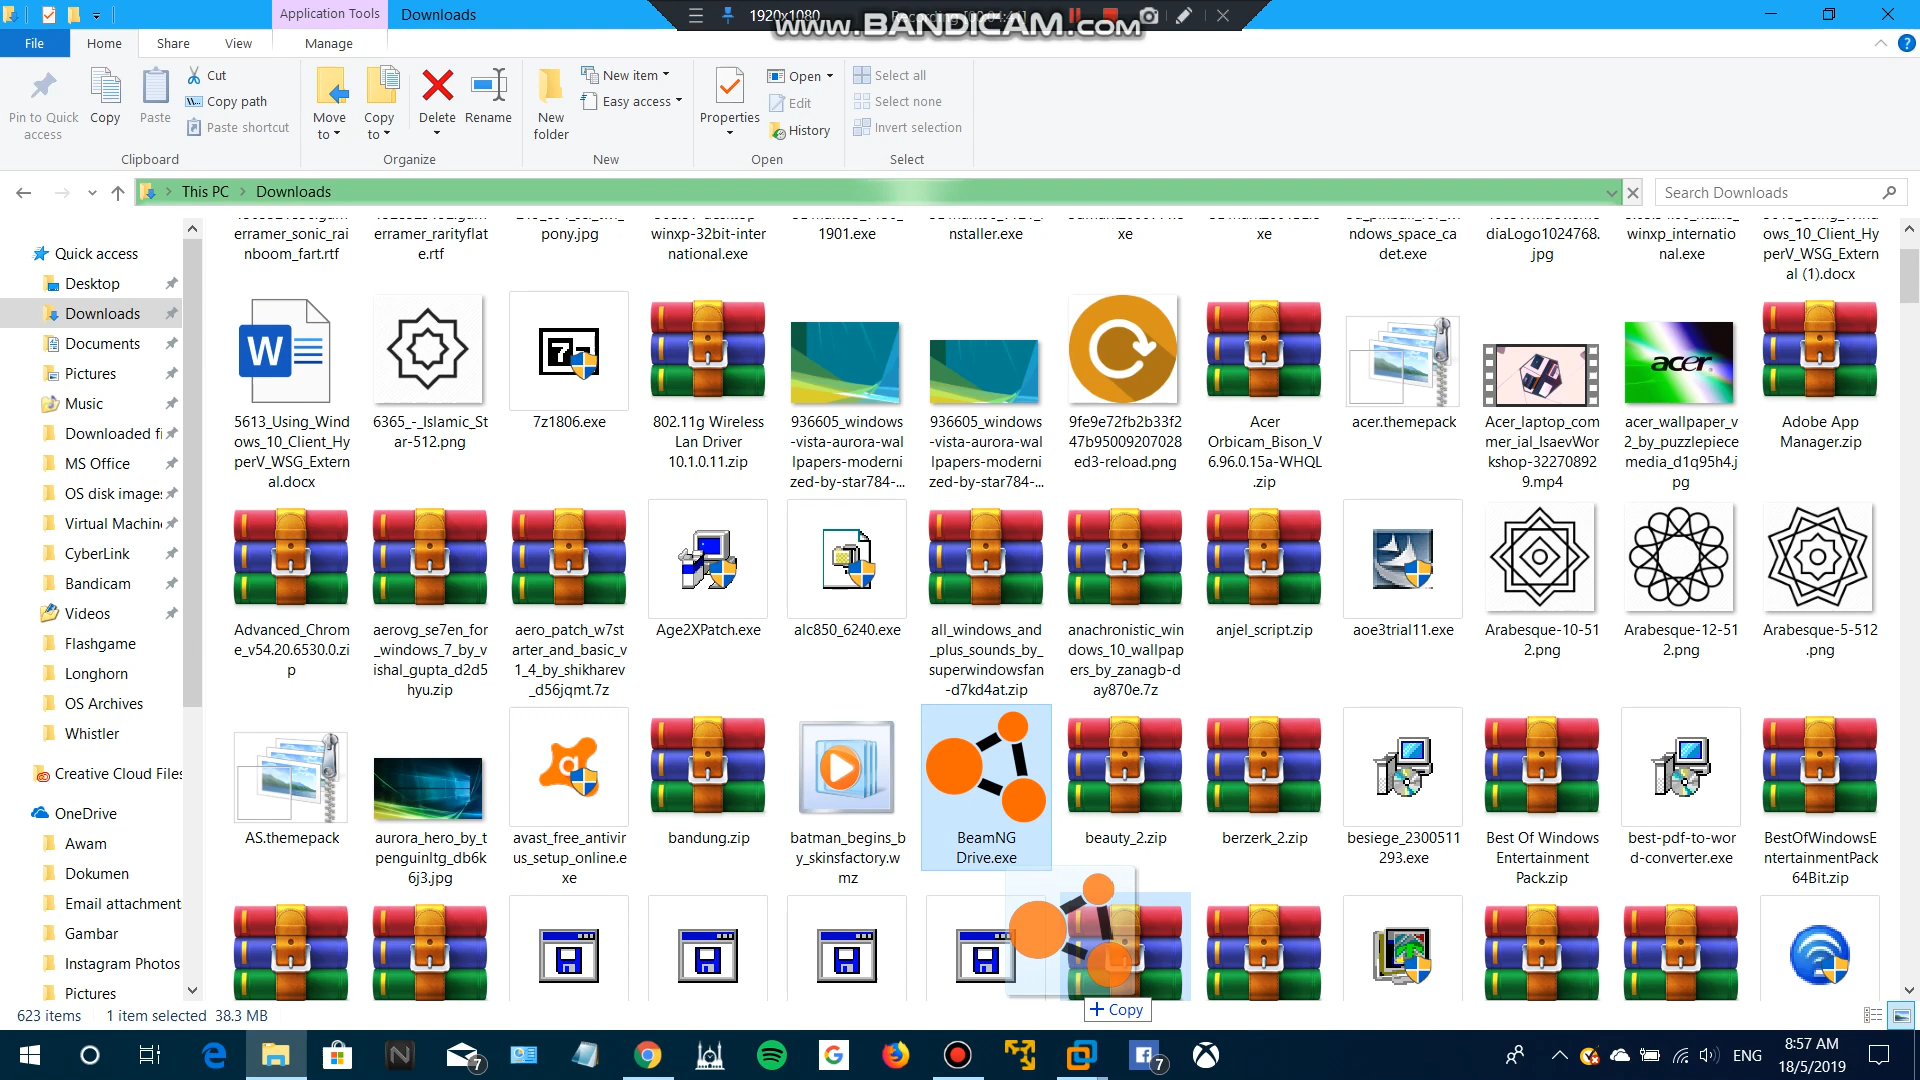 Application Tools
Downloads
1920x1080
www.BANDICAM.com
File
Home
Share
View
Manage
Pin to Quick
access
Copy
Paste
Cut
Copy path
Paste shortcut
Clipboard
Move
to
Copy
to
Delete
Rename
Organize
New
folder
New item
Easy access
New
Properties
Open
Edit
History
Open
Select all
Select none
Invert selection
Select
This PC
Downloads
Search Downloads
Quick access
Desktop
Downloads
Documents
Pictures
Music
Downloaded fi
MS Office
OS disk images
Virtual Machin
CyberLink
Bandicam
Videos
Flashgame
Longhorn
OS Archives
Whistler
Creative Cloud Files
OneDrive
Awam
Dokumen
Email attachment
Gambar
Instagram Photos
Pictures
erramer_sonic_rai
nboom_fart.rtf
erramer_rarityflat
e.rtf
pony.jpg
winxp-32bit-inter
national.exe
1901.exe
nstaller.exe
xe
xe
ndows_space_ca
det.exe
diaLogo1024768.
jpg
winxp_internatio
nal.exe
ows_10_Client_Hy
perV_WSG_Extern
al (1).docx
5613_Using_Wind
ows_10_Client_Hy
perV_WSG_Extern
al.docx
6365_-_Islamic_St
ar-512.png
7z1806.exe
802.11g Wireless
Lan Driver
10.1.0.11.zip
936605_windows
-vista-aurora-wal
lpapers-moderni
zed-by-star784-...
936605_windows
-vista-aurora-wal
lpapers-moderni
zed-by-star784-...
9fe9e72fb2b33f2
47b95009207028
ed3-reload.png
Acer
Orbicam_Bison_V
6.96.0.15a-WHQL
.zip
acer.themepack
Acer_laptop_com
mer_ial_IsaevWor
kshop-32270892
9.mp4
acer
acer_wallpaper_v
2_by_puzzlepiece
media_d1q95h4.j
pg
Adobe App
Manager.zip
Advanced_Chrom
e_v54.20.6530.0.zi
p
aerovg_se7en_for
_windows_7_by_v
ishal_gupta_d2d5
hyu.zip
aero_patch_w7st
arter_and_basic_v
1_4_by_shikharev
_d56jqmt.7z
Age2XPatch.exe
alc850_6240.exe
all_windows_and
_plus_sounds_by_
superwindowsfan
-d7kd4at.zip
anachronistic_win
dows_10_wallpap
ers_by_zanagb-d
ay870e.7z
anjel_script.zip
aoe3trial11.exe
Arabesque-10-51
2.png
Arabesque-12-51
2.png
Arabesque-5-512
.png
AS.themepack
aurora_hero_by_t
penguinltg_db6k
6j3.jpg
avast_free_antivir
us_setup_online.e
xe
bandung.zip
batman_begins_b
y_skinsfactory.w
mz
BeamNG
Drive.exe
beauty_2.zip
berzerk_2.zip
besiege_2300511
293.exe
Best Of Windows
Entertainment
Pack.zip
best-pdf-to-wor
d-converter.exe
BestOfWindowsE
ntertainmentPack
64Bit.zip
+ Copy
623 items
1 item selected 38.3 MB
7
7
ENG
8:57 AM
18/5/2019